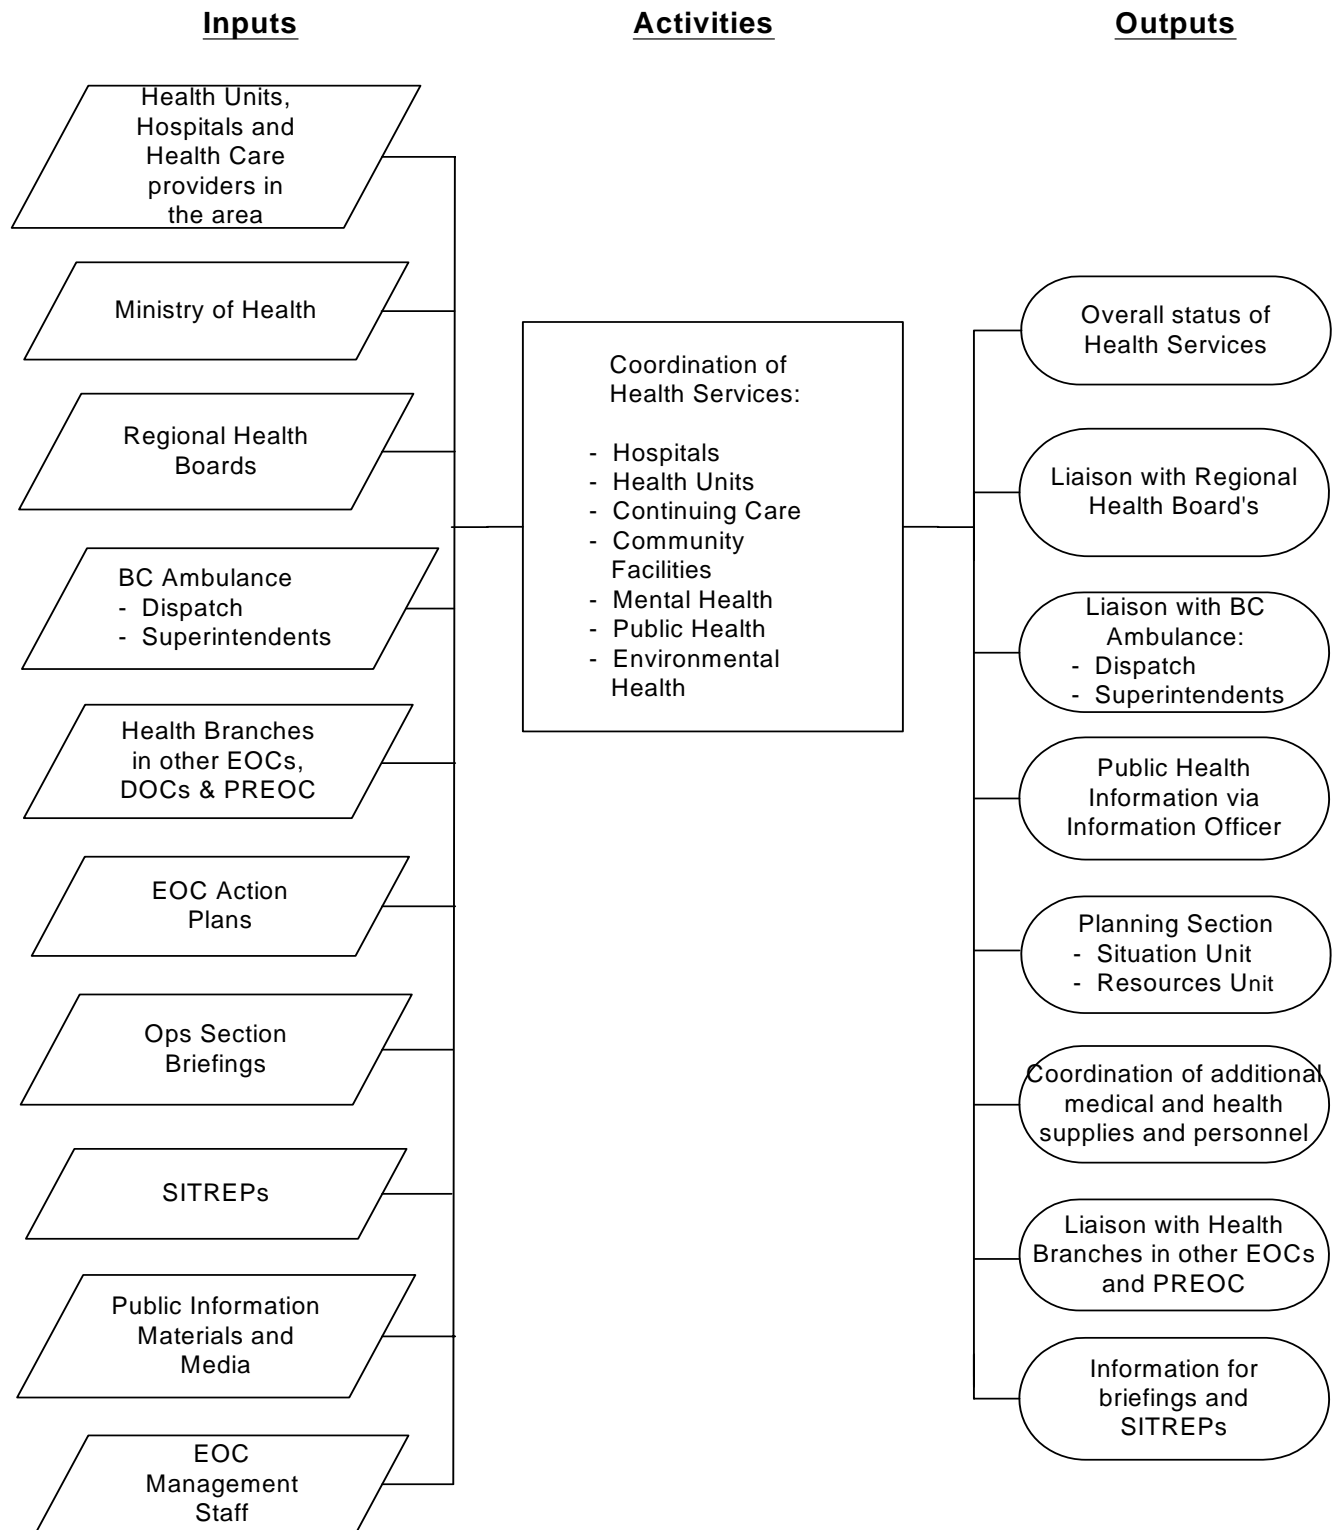 Inputs
Activities
Outputs
Health Units,
Hospitals and
Health Care
providers in
the area
Ministry of Health
Regional Health
Boards
BC Ambulance
- Dispatch
- Superintendents
Health Branches
in other EOCs,
DOCs & PREOC
EOC Action
Plans
Ops Section
Briefings
SITREPs
Public Information
Materials and
Media
EOC
Management
Staff
Coordination of
Health Services:
- Hospitals
- Health Units
- Continuing Care
- Community
Facilities
- Mental Health
- Public Health
- Environmental
Health
Overall status of
Health Services
Liaison with Regional
Health Board's
Liaison with BC
Ambulance:
- Dispatch
- Superintendents
Public Health
Information via
Information Officer
Planning Section
- Situation Unit
- Resources Unit
Coordination of additional
medical and health
supplies and personnel
Liaison with Health
Branches in other EOCs
and PREOC
Information for
briefings and
SITREPs